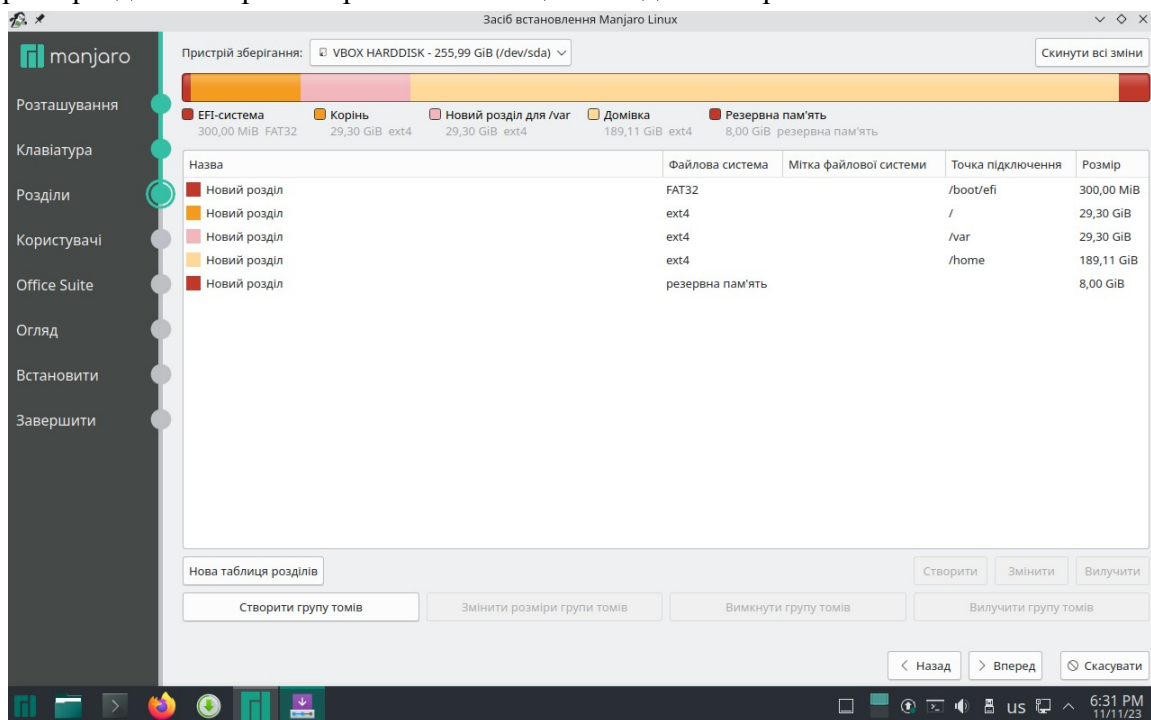 Засіб встановлення Manjaro Linux
manjaro
Розташування
Клавіатура
Розділи
Користувачі
Office Suite
Огляд
Встановити
Завершити
Пристрій зберігання: VBOX HARDDISK - 255,99 GiB (/dev/sda) Скинути всі зміни
EFI-система Корінь Новий розділ для /var Домівка Резервна пам'ять
300,00 MiB FAT32 29,30 GiB ext4 29,30 GiB ext4 189,11 GiB ext4 8,00 GiB резервна пам'ять
Назва Файлова система Мітка файлової системи Точка підключення Розмір
Новий розділ FAT32 /boot/efi 300,00 MiB
Новий розділ ext4 / 29,30 GiB
Новий розділ ext4 /var 29,30 GiB
Новий розділ ext4 /home 189,11 GiB
Новий розділ резервна пам'ять 8,00 GiB
Нова таблиця розділів Створити Змінити Вилучити
Створити групу томів Змінити розміри групи томів Вимкнути групу томів Вилучити групу томів
Назад Вперед Скасувати
us 6:31 PM
11/11/23